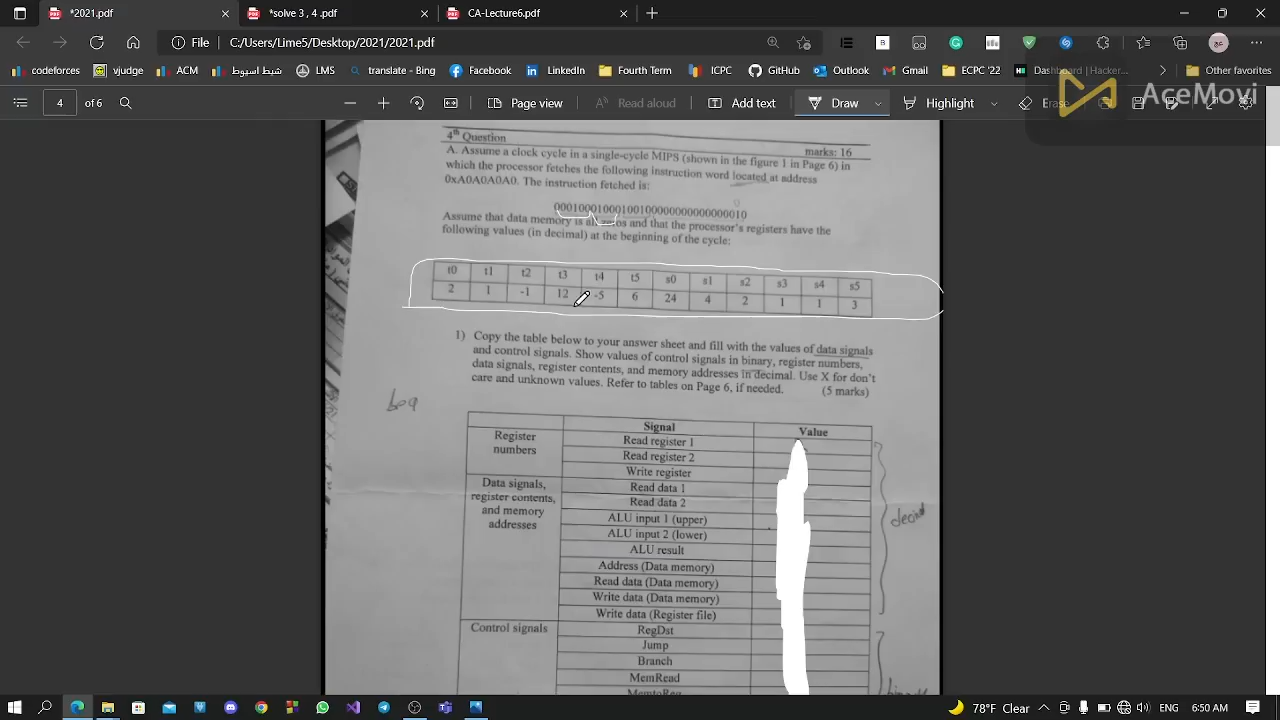 *2021.pdf
*solve 3 , 4.pdf
CA-Lecture6.pdf
File C:/Users/Lime5/Desktop/2021/2021.pdf
codeforces
Vjudge
LMS
translate - Bing
Facebook
LinkedIn
Fourth Tern
ICPC
GitHub
Outlook
Gmail
ECPC '22
Dashboard | Hacker...
Other favorites
AceMovi
4 of 6
Page view
Read aloud
Add text
Draw
Highlight
Erase
4th Question marks: 16
A. Assume a clock cycle in a single-cycle MIPS (shown in the figure 1 in Page 6) in
which the processor fetches the following instruction word located at address
0xA0A0A0A0. The instruction fetched is:
00010001000100100000000000000010
Assume that data memory is all zeros and that the processor's registers have the
following values (in decimal) at the beginning of the cycle:
t0 t1 t2 t3 t4 t5 s0 s1 s2 s3 s4 s5
2 1 -1 12 -5 6 24 4 2 1 1 3
1) Copy the table below to your answer sheet and fill with the values of data signals
and control signals. Show values of control signals in binary, register numbers,
data signals, register contents, and memory addresses in decimal. Use X for don't
care and unknown values. Refer to tables on Page 6, if needed. (5 marks)
beq
Signal Value
Register numbers
Read register 1
Read register 2
Write register
Data signals, register contents, and memory addresses
Read data 1
Read data 2
ALU input 1 (upper)
ALU input 2 (lower)
ALU result
Address (Data memory)
Read data (Data memory)
Write data (Data memory)
Write data (Register file)
Control signals
RegDst
Jump
Branch
MemRead
MemtoReg
78°F Clear
ENG
6:50 AM